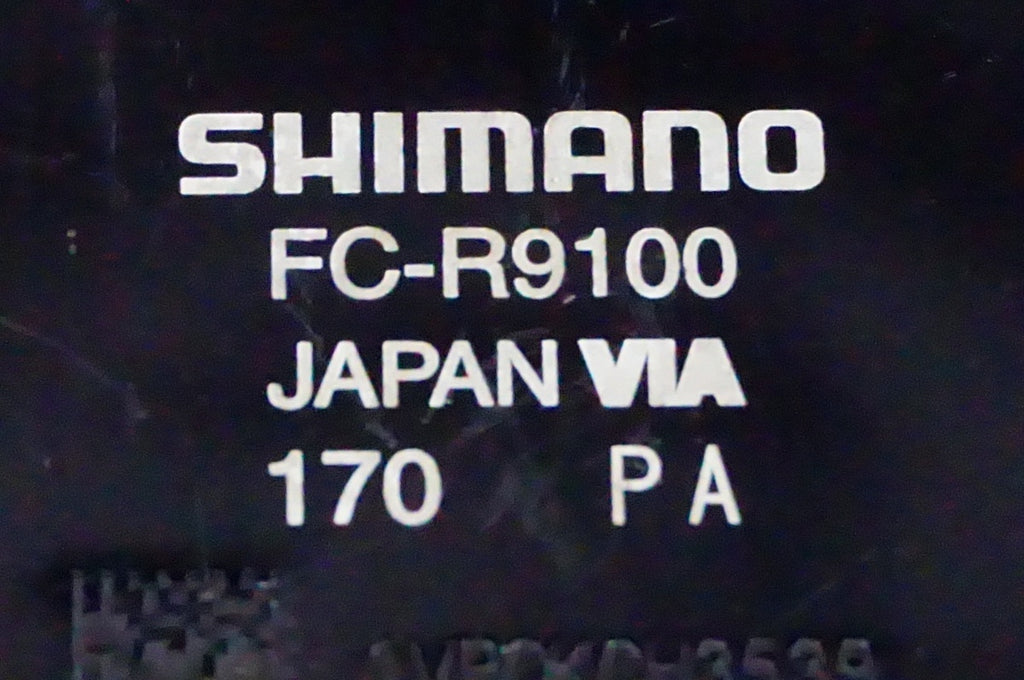 SHIMANO
FC-R9100
JAPAN VIA
170 PA